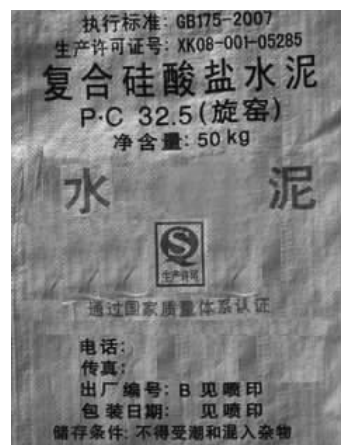 执行标准: GB175-2007
生产许可证号: XK08-001-05285
复合硅酸盐水泥
P·C 32.5(旋窑)
净含量: 50 kg
水 泥
生产许可
通过国家质量体系认证
电话:
传真:
出厂编号: B 见喷印
包装日期: 见喷印
储存条件: 不得受潮和混入杂物